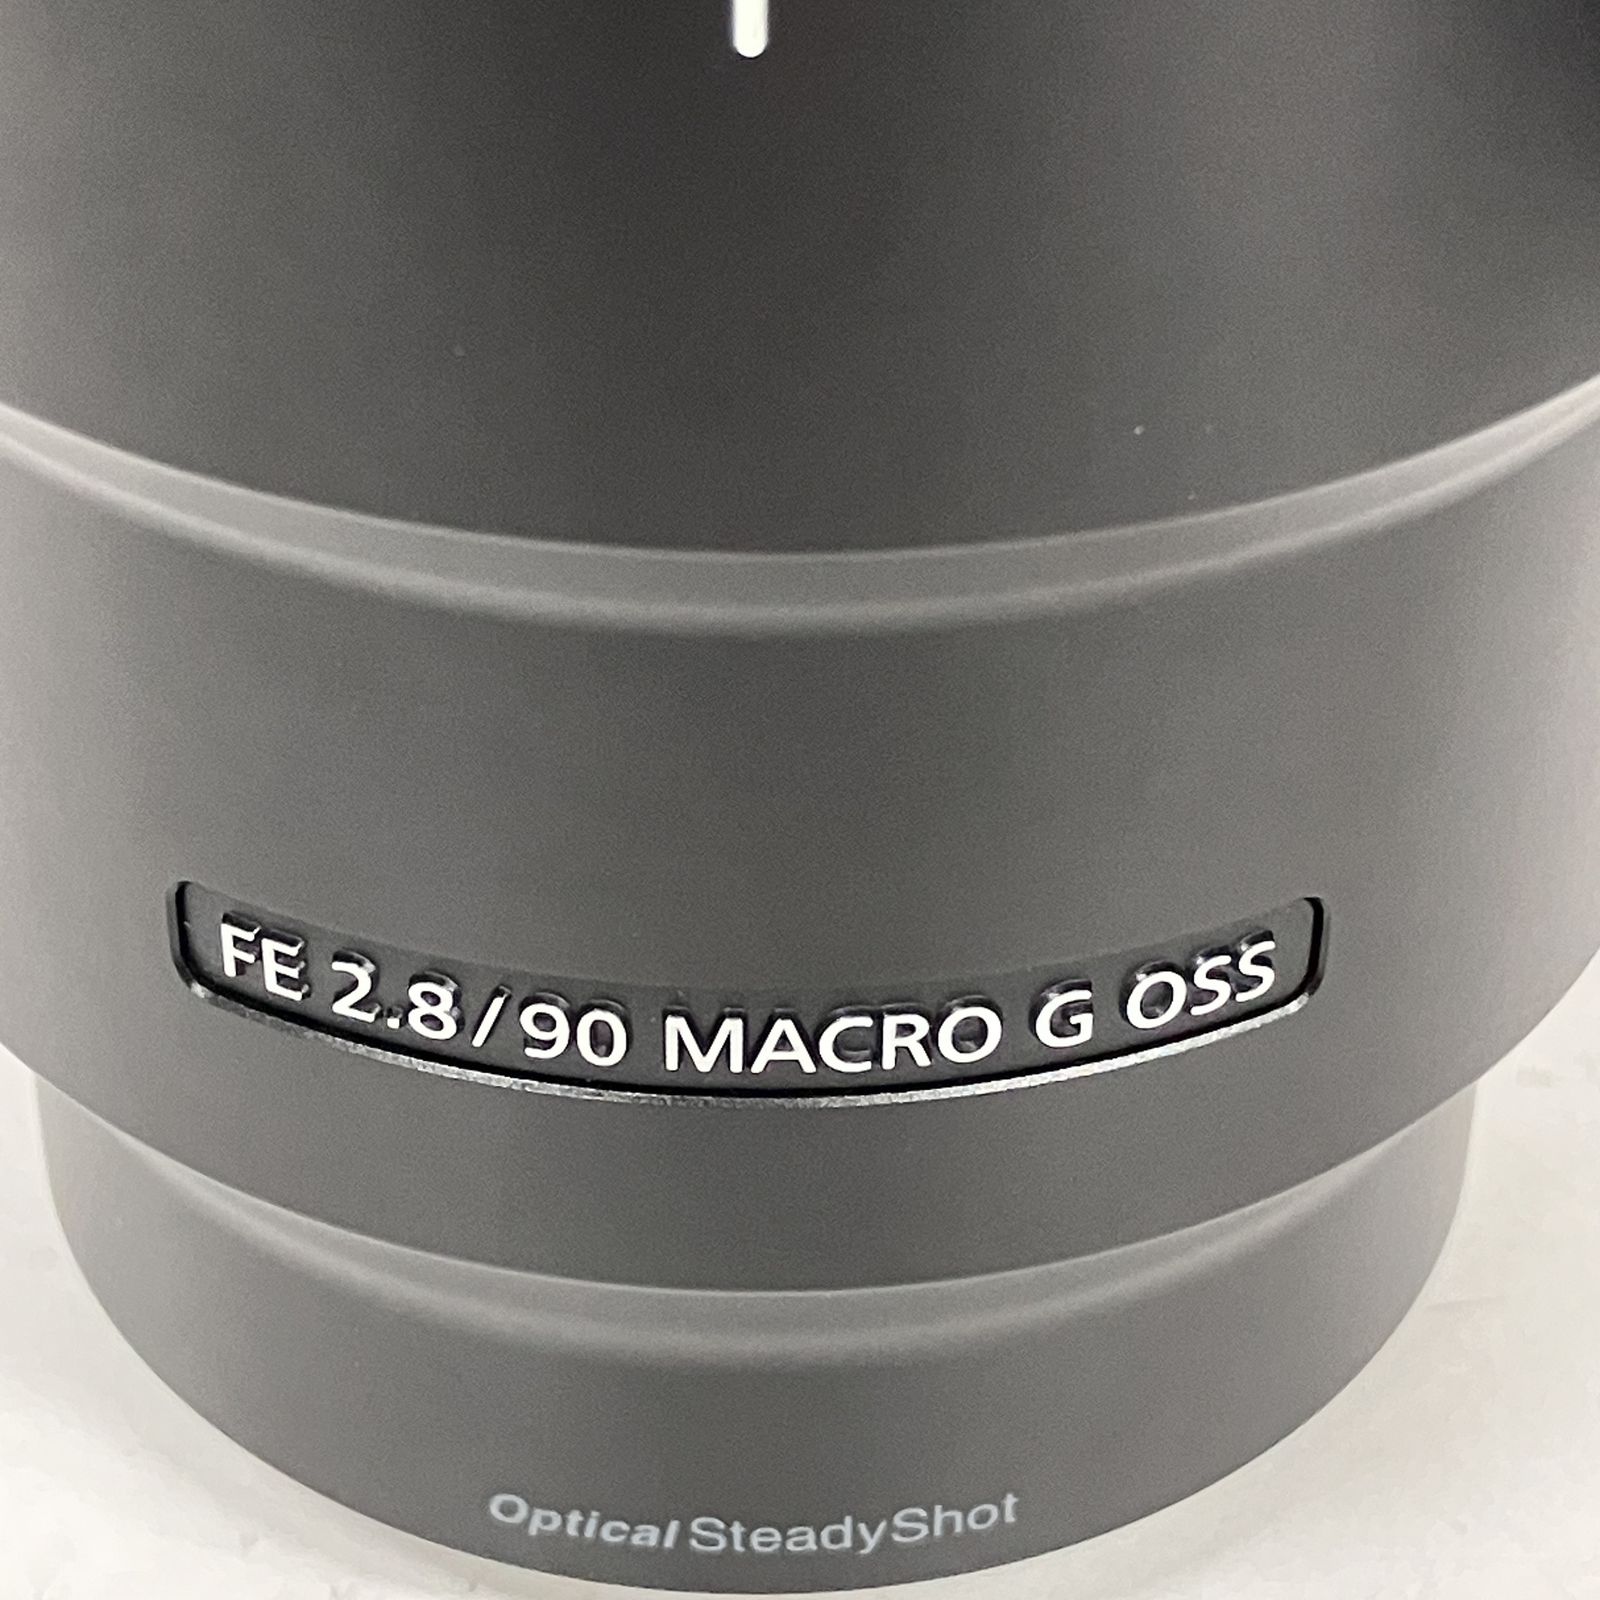 FE 2.8/90 MACRO G OSS
Optical SteadyShot